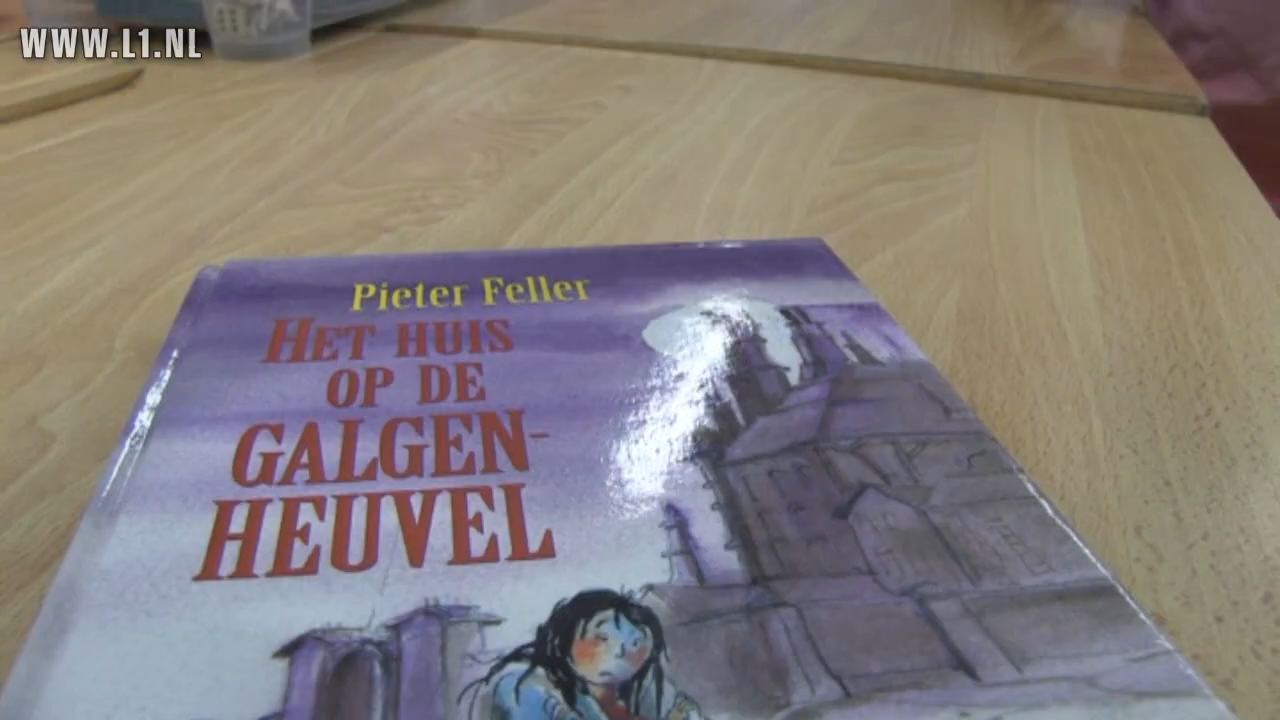 WWW.L1.NL
Pieter Feller
HET HUIS
OP DE
GALGEN-
HEUVEL